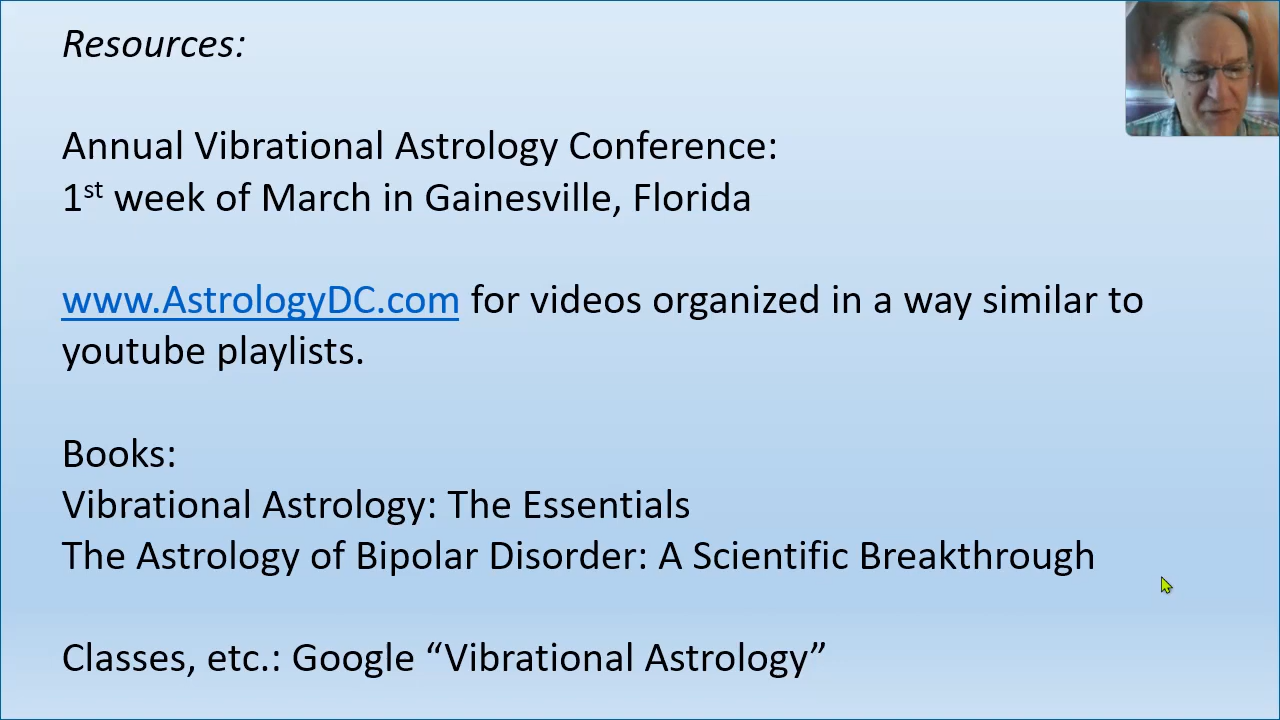 Resources:
Annual Vibrational Astrology Conference:
1st week of March in Gainesville, Florida
www.AstrologyDC.com for videos organized in a way similar to
youtube playlists.
Books:
Vibrational Astrology: The Essentials
The Astrology of Bipolar Disorder: A Scientific Breakthrough
Classes, etc.: Google “Vibrational Astrology”